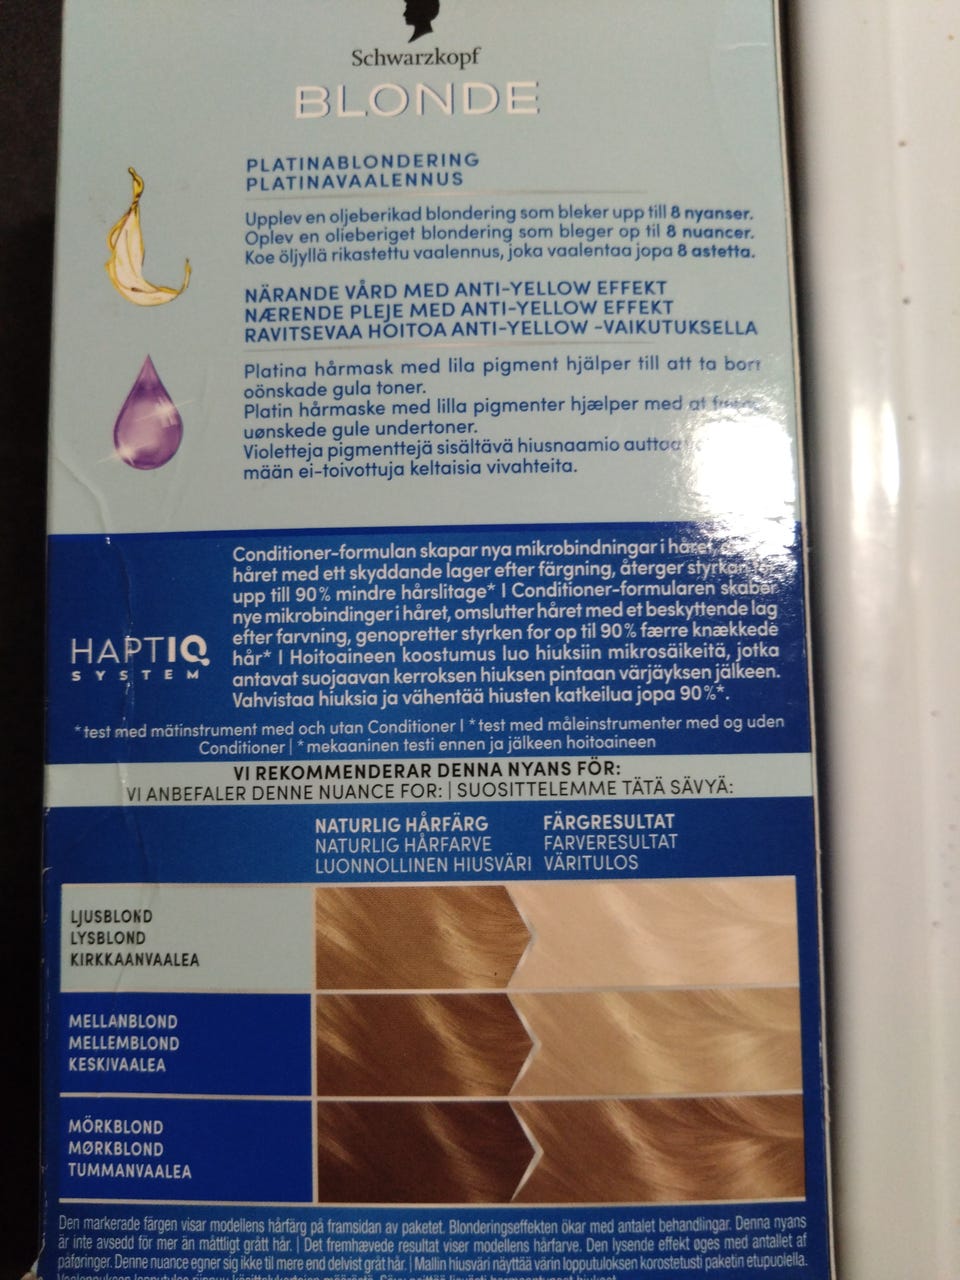 Schwarzkopf
BLONDE
PLATINABLONDERING
PLATINAVAALENNUS
Upplev en oljeberikad blondering som bleker upp till 8 nyanser.
Oplev en olieberiget blondering som bleger op til 8 nuancer.
Koe öljyllä rikastettu vaalennus, joka vaalentaa jopa 8 astetta.
NÄRANDE VÅRD MED ANTI-YELLOW EFFEKT
NÆRENDE PLEJE MED ANTI-YELLOW EFFEKT
RAVITSEVAA HOITOA ANTI-YELLOW -VAIKUTUKSELLA
Platina hårmask med lila pigment hjälper till att ta bort
oönskade gula toner.
Platin hårmaske med lilla pigmenter hjælper med at
uønskede gule undertoner.
Violetteja pigmenttejä sisältävä hiusnaamio auttaa
mään ei-toivottuja keltaisia vivahteita.
Conditioner-formulan skapar nya mikrobindningar i håret,
håret med ett skyddande lager efter färgning, återger styrkan
upp till 90% mindre hårslitage* | Conditioner-formularen skaber
nye mikrobindinger i håret, omslutter håret med et beskyttende lag
efter farvning, genopretter styrken for op til 90% færre knækkede
hår* | Hoitoaineen koostumus luo hiuksiin mikrosäikeitä, jotka
antavat suojaavan kerroksen hiuksen pintaan värjäyksen jälkeen.
Vahvistaa hiuksia ja vähentää hiusten katkeilua jopa 90%*.
HAPTIQ
SYSTEM
*test med mätinstrument med och utan Conditioner | *test med måleinstrumenter med og uden
Conditioner | *mekaaninen testi ennen ja jälkeen hoitoaineen
VI REKOMMENDERAR DENNA NYANS FÖR:
VI ANBEFALER DENNE NUANCE FOR: | SUOSITTELEMME TÄTÄ SÄVYÄ:
NATURLIG HÅRFÄRG FÄRGRESULTAT
NATURLIG HÅRFARVE FARVERESULTAT
LUONNOLLINEN HIUSVÄRI VÄRITULOS
LJUSBLOND
LYSBLOND
KIRKKAANVAALEA
MELLANBLOND
MELLEMBLOND
KESKIVAALEA
MÖRKBLOND
MØRKBLOND
TUMMANVAALEA
Den markerade färgen visar modellens hårfärg på framsidan av paketet. Blonderingseffekten ökar med antalet behandlingar. Denna nyans
är inte avsedd för mer än måttligt grått hår. | Det fremhævede resultat viser modellens hårfarve. Den lysende effekt øges med antallet af
påføringer. Denne nuance egner sig ikke til mere end delvist gråt hår. | Mallin hiusväri näyttää värin lopputuloksen korostetusti paketin etupuolella.